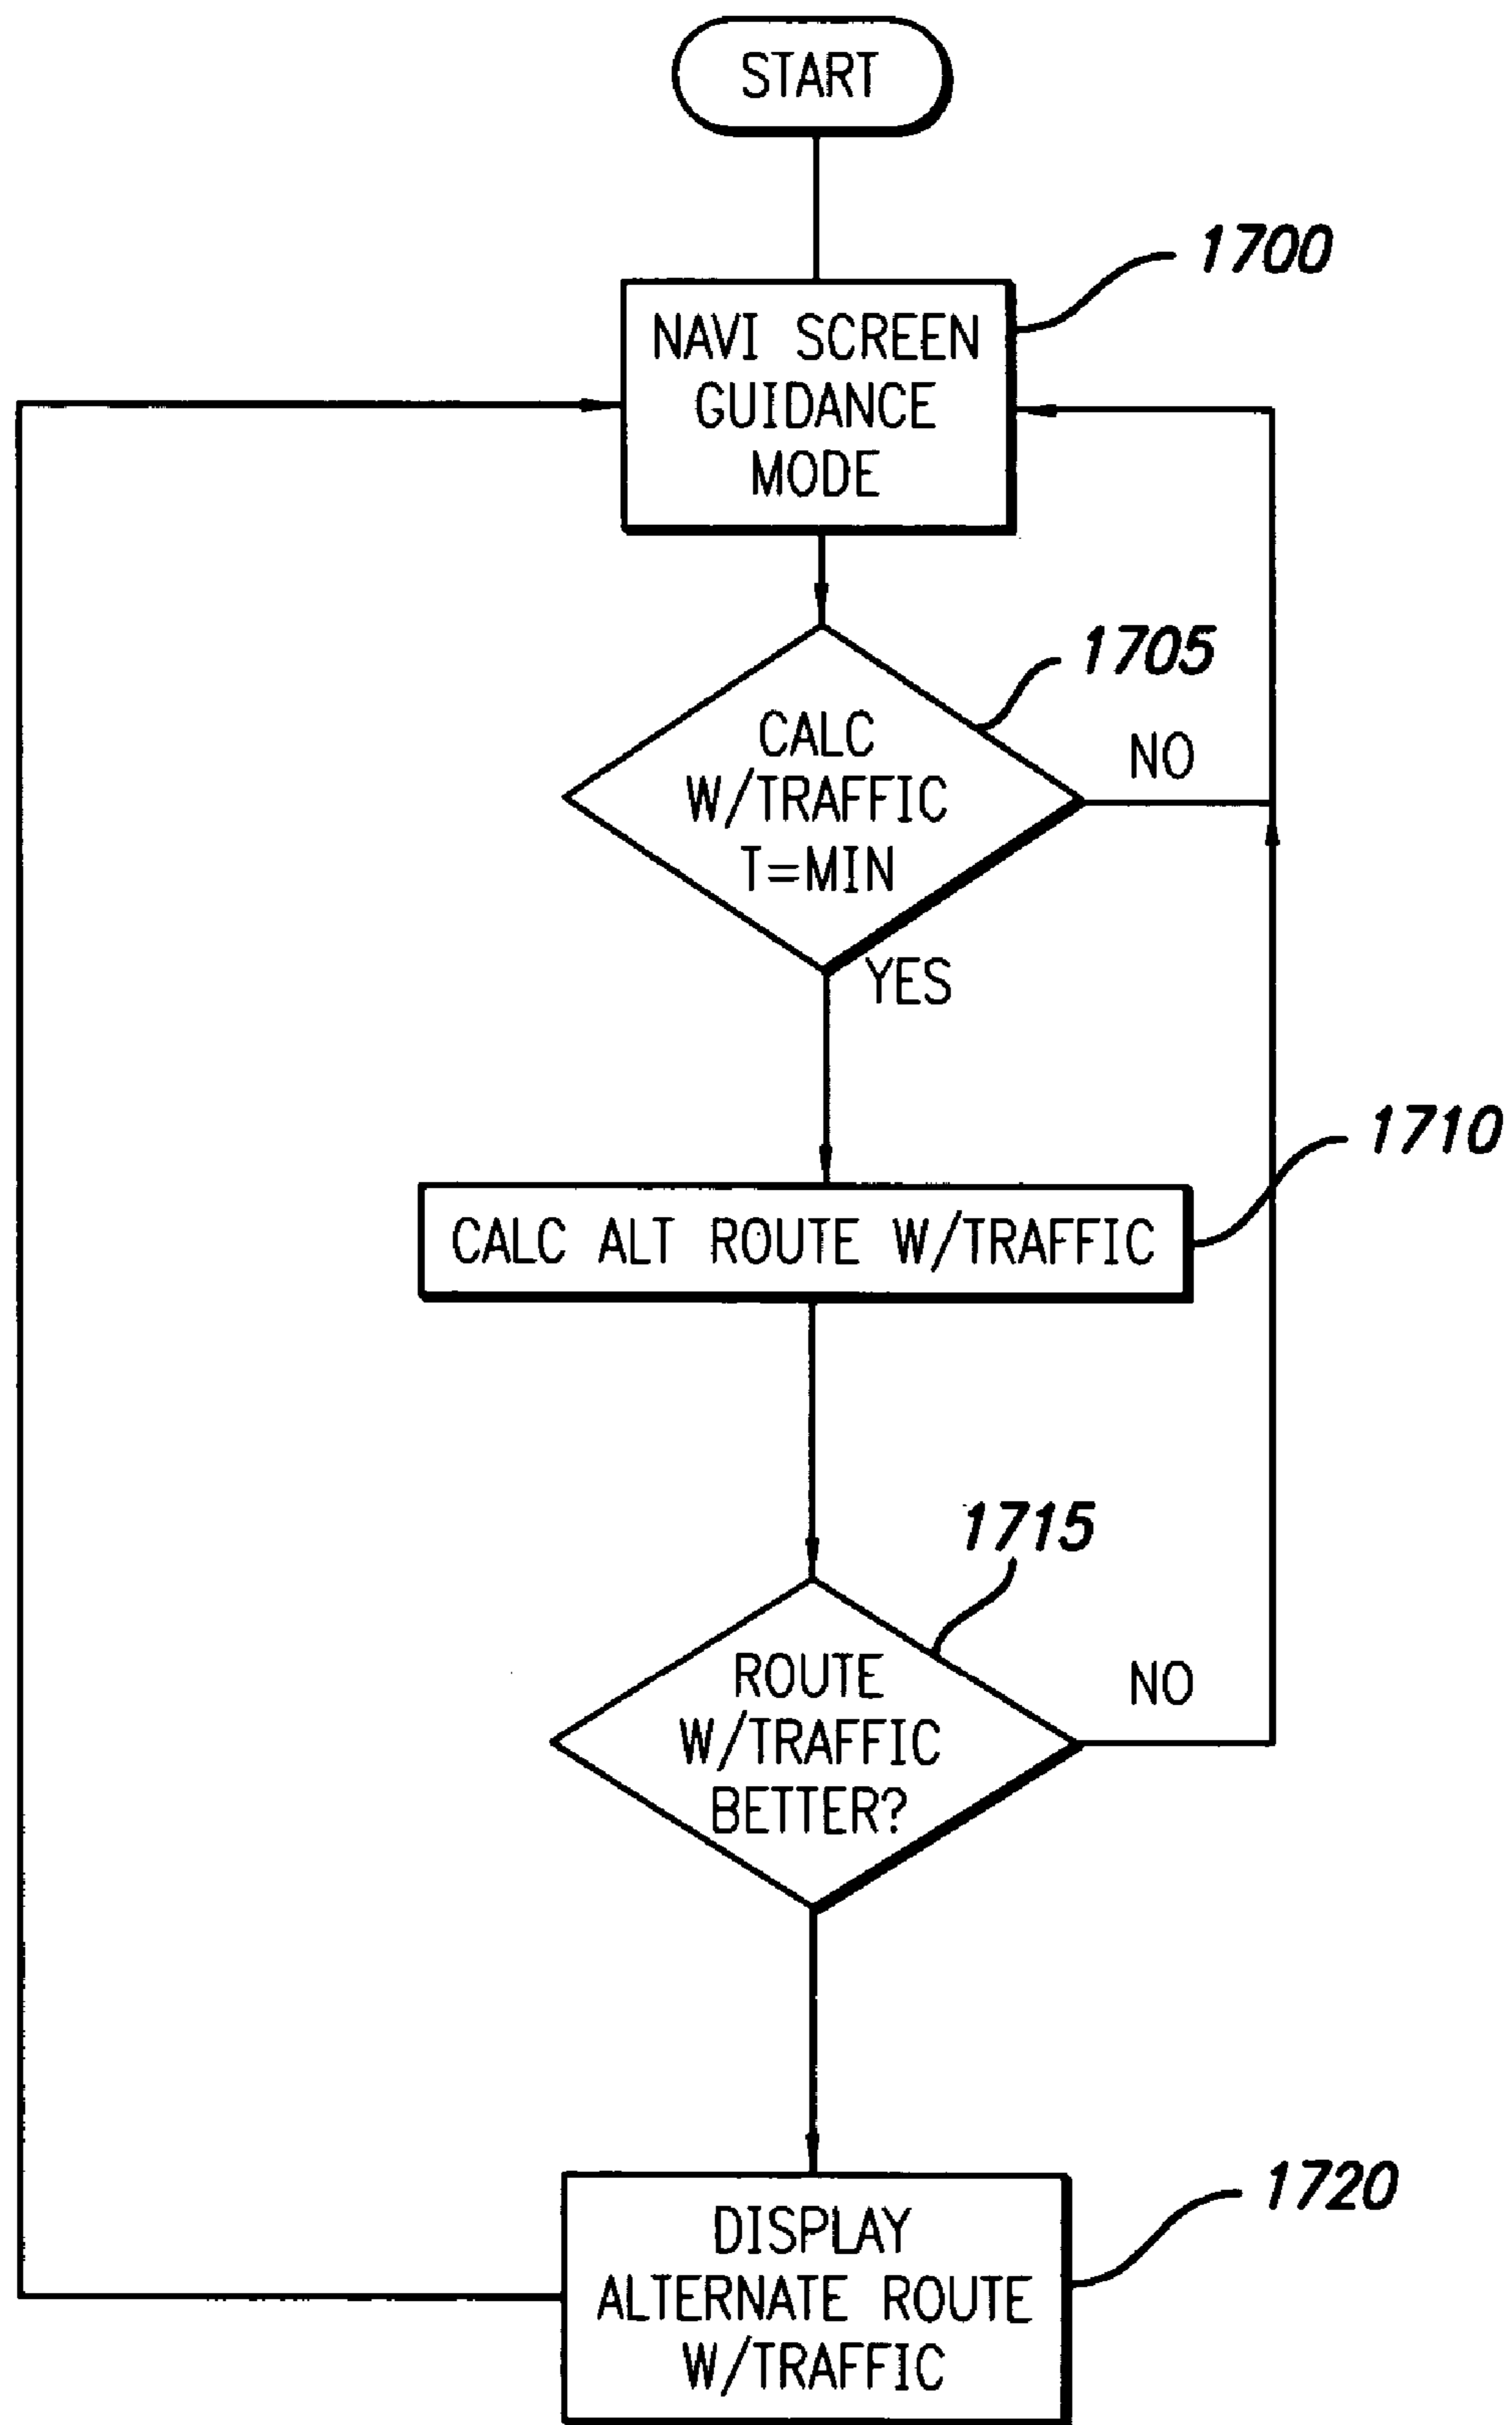 START
1700
NAVI SCREEN
GUIDANCE
MODE
1705
CALC
W/TRAFFIC
T=MIN
NO
YES
1710
CALC ALT ROUTE W/TRAFFIC
1715
ROUTE
W/TRAFFIC
BETTER?
NO
1720
DISPLAY
ALTERNATE ROUTE
W/TRAFFIC